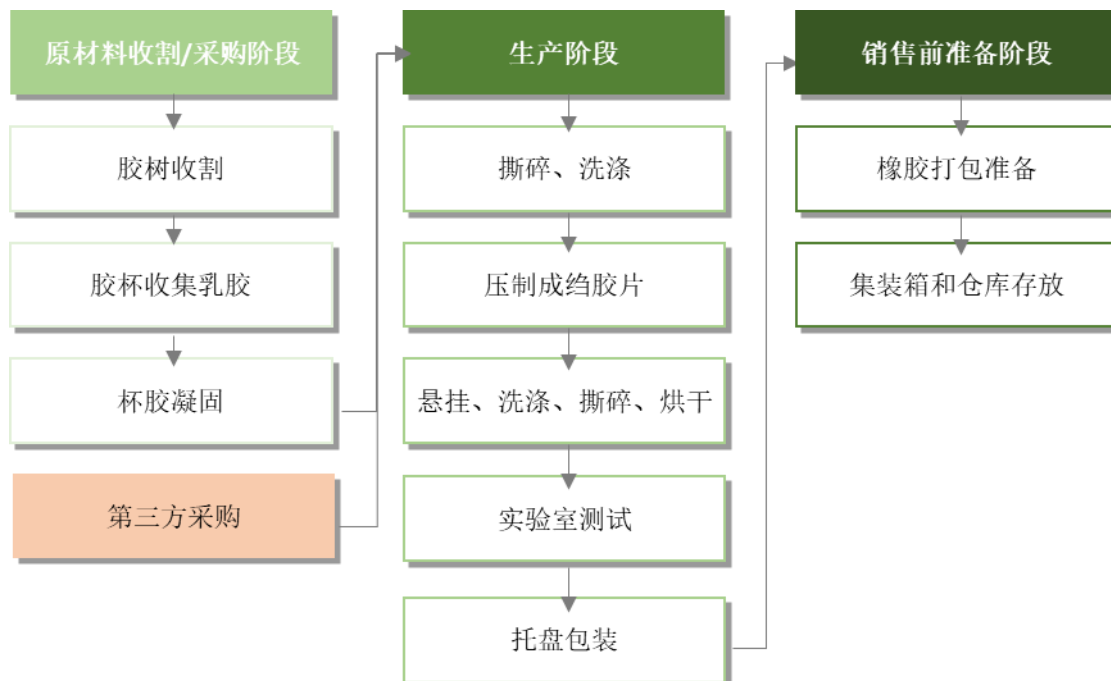 原材料收割/采购阶段
胶树收割
胶杯收集乳胶
杯胶凝固
第三方采购
生产阶段
撕碎、洗涤
压制成绉胶片
悬挂、洗涤、撕碎、烘干
实验室测试
托盘包装
销售前准备阶段
橡胶打包准备
集装箱和仓库存放